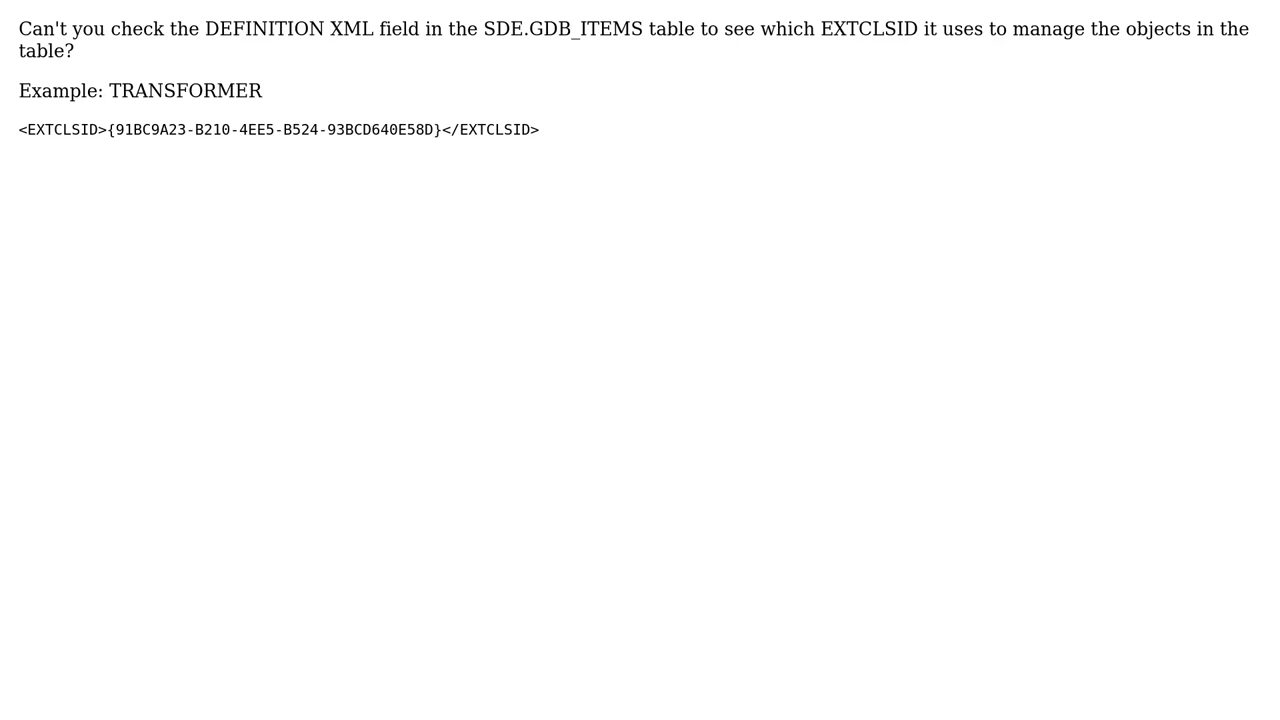 Can't you check the DEFINITION XML field in the SDE.GDB_ITEMS table to see which EXTCLSID it uses to manage the objects in the
table?
Example: TRANSFORMER
<EXTCLSID>{91BC9A23-B210-4EE5-B524-93BCD640E58D}</EXTCLSID>